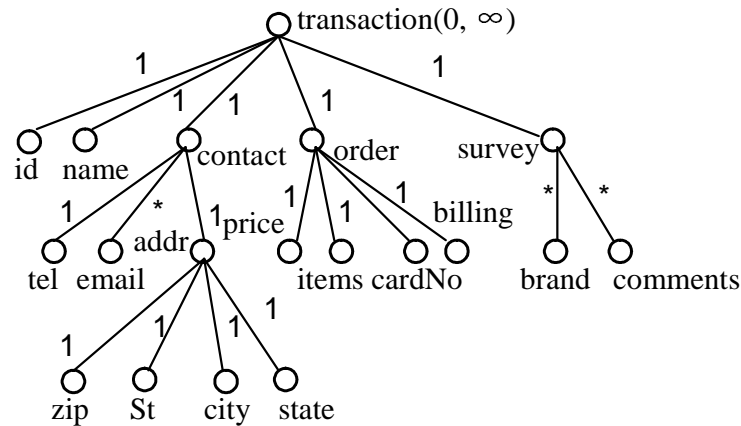 transaction(0, ∞)
1 1 1 1 1
id name contact order survey
1 * 1 1 1 1 * *
addr price billing
tel email items cardNo brand comments
1 1 1 1
zip St city state